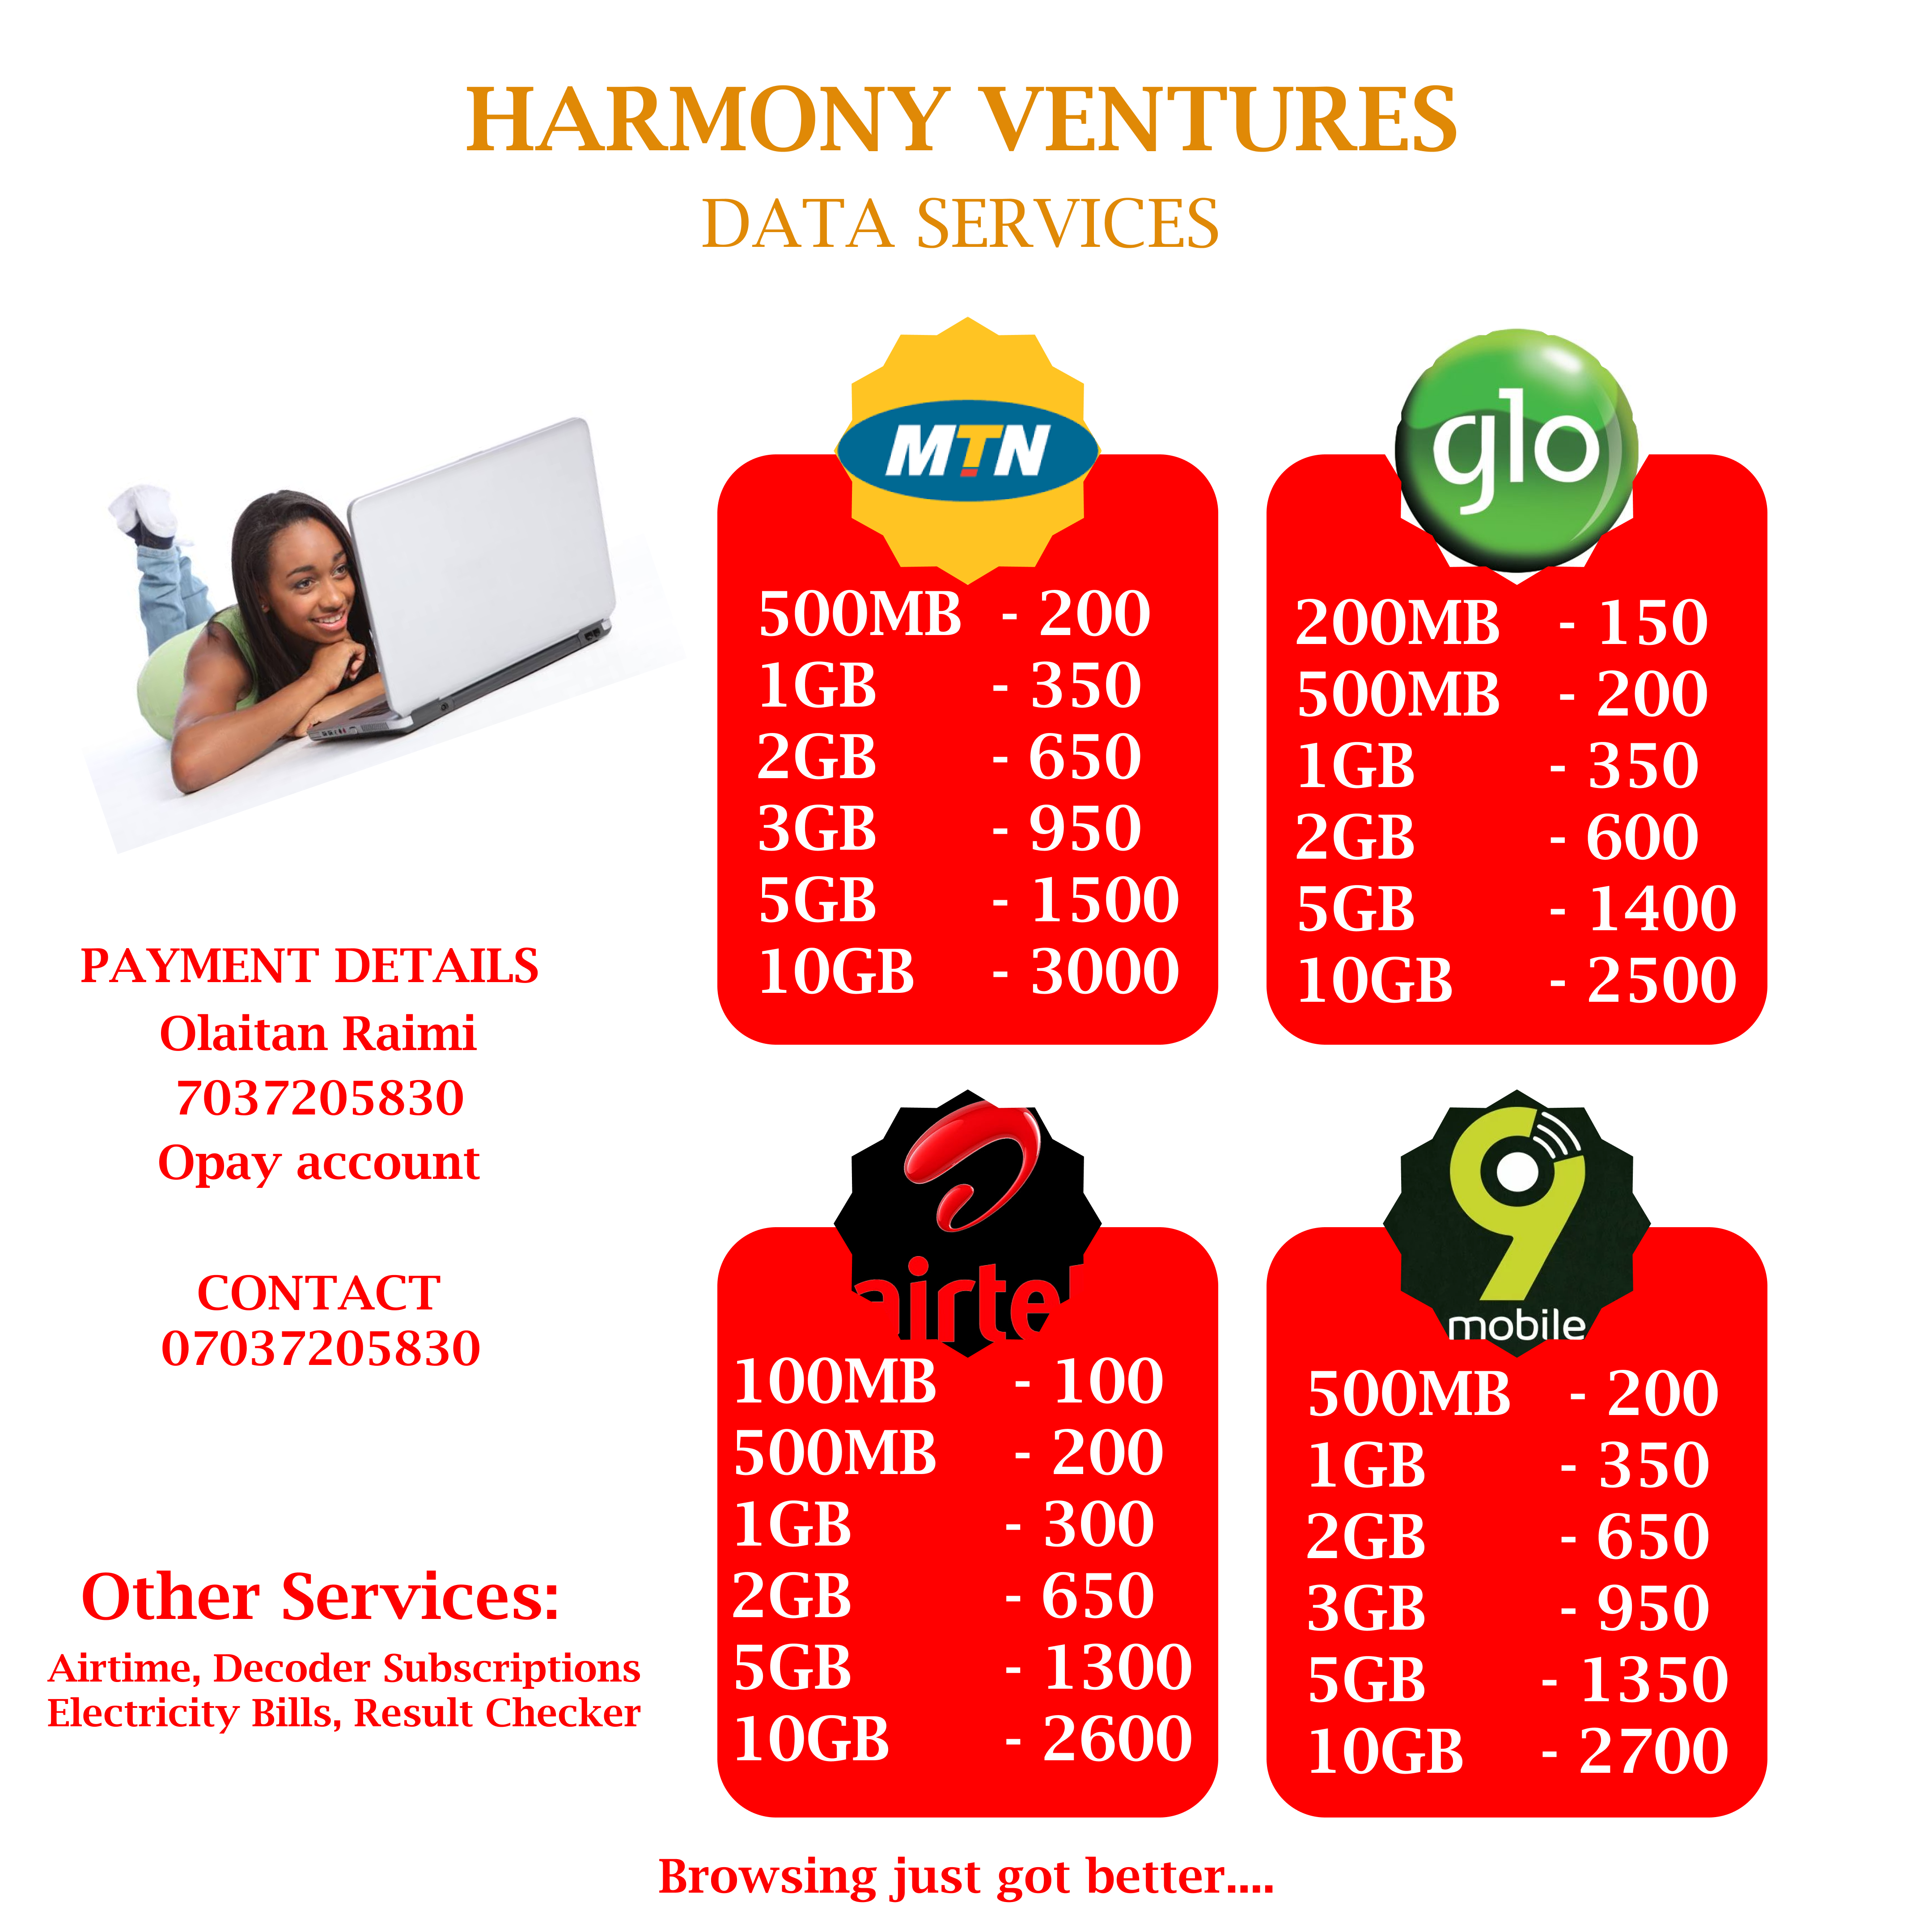 HARMONY VENTURES
DATA SERVICES
MTN
500MB - 200
1GB - 350
2GB - 650
3GB - 950
5GB - 1500
10GB - 3000
glo
200MB - 150
500MB - 200
1GB - 350
2GB - 600
5GB - 1400
10GB - 2500
PAYMENT DETAILS
Olaitan Raimi
7037205830
Opay account
CONTACT
07037205830
airte
100MB - 100
500MB - 200
1GB - 300
2GB - 650
5GB - 1300
10GB - 2600
9
mobile
500MB - 200
1GB - 350
2GB - 650
3GB - 950
5GB - 1350
10GB - 2700
Other Services:
Airtime, Decoder Subscriptions
Electricity Bills, Result Checker
Browsing just got better....